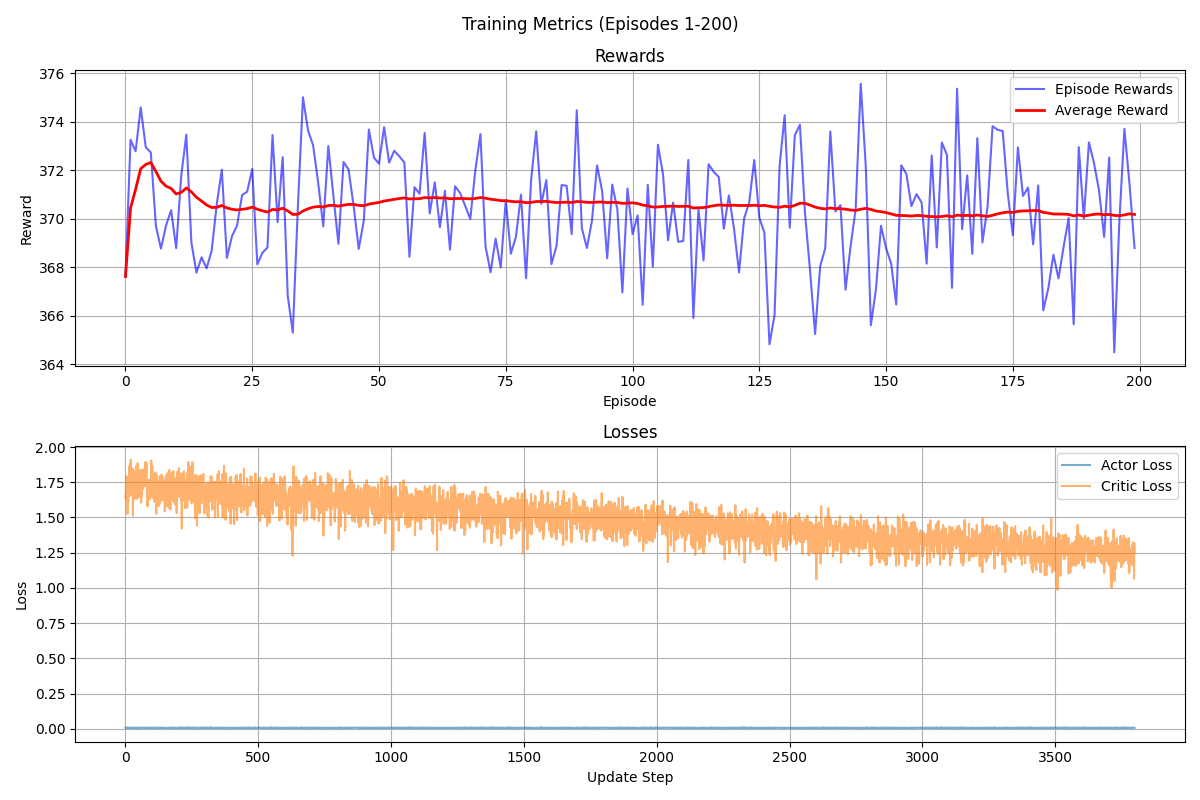 Training Metrics (Episodes 1-200)
Rewards
376
374
372
370
368
366
364
Reward
Episode Rewards
Average Reward
0 25 50 75 100 125 150 175 200
Episode
Losses
2.00
1.75
1.50
1.25
1.00
0.75
0.50
0.25
0.00
Loss
Actor Loss
Critic Loss
0 500 1000 1500 2000 2500 3000 3500
Update Step